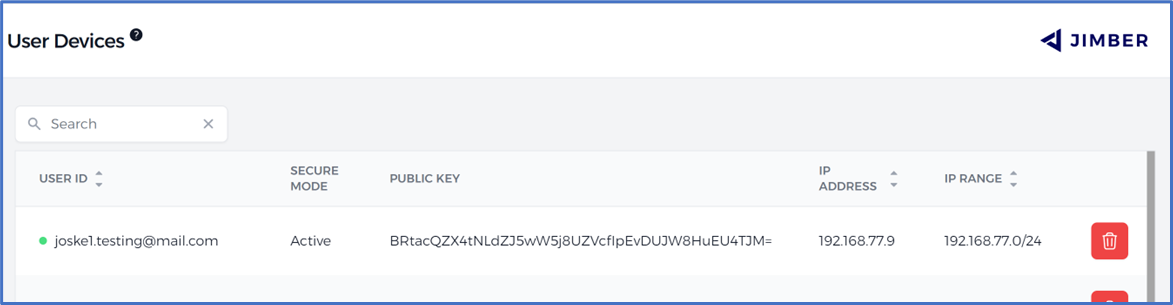 User Devices ?
JIMBER
Search
USER ID
SECURE MODE
PUBLIC KEY
IP ADDRESS
IP RANGE
joske1.testing@mail.com
Active
BRtacQZX4tNLdZJ5wW5j8UZVcfIpEvDUJW8HuEU4TJM=
192.168.77.9
192.168.77.0/24